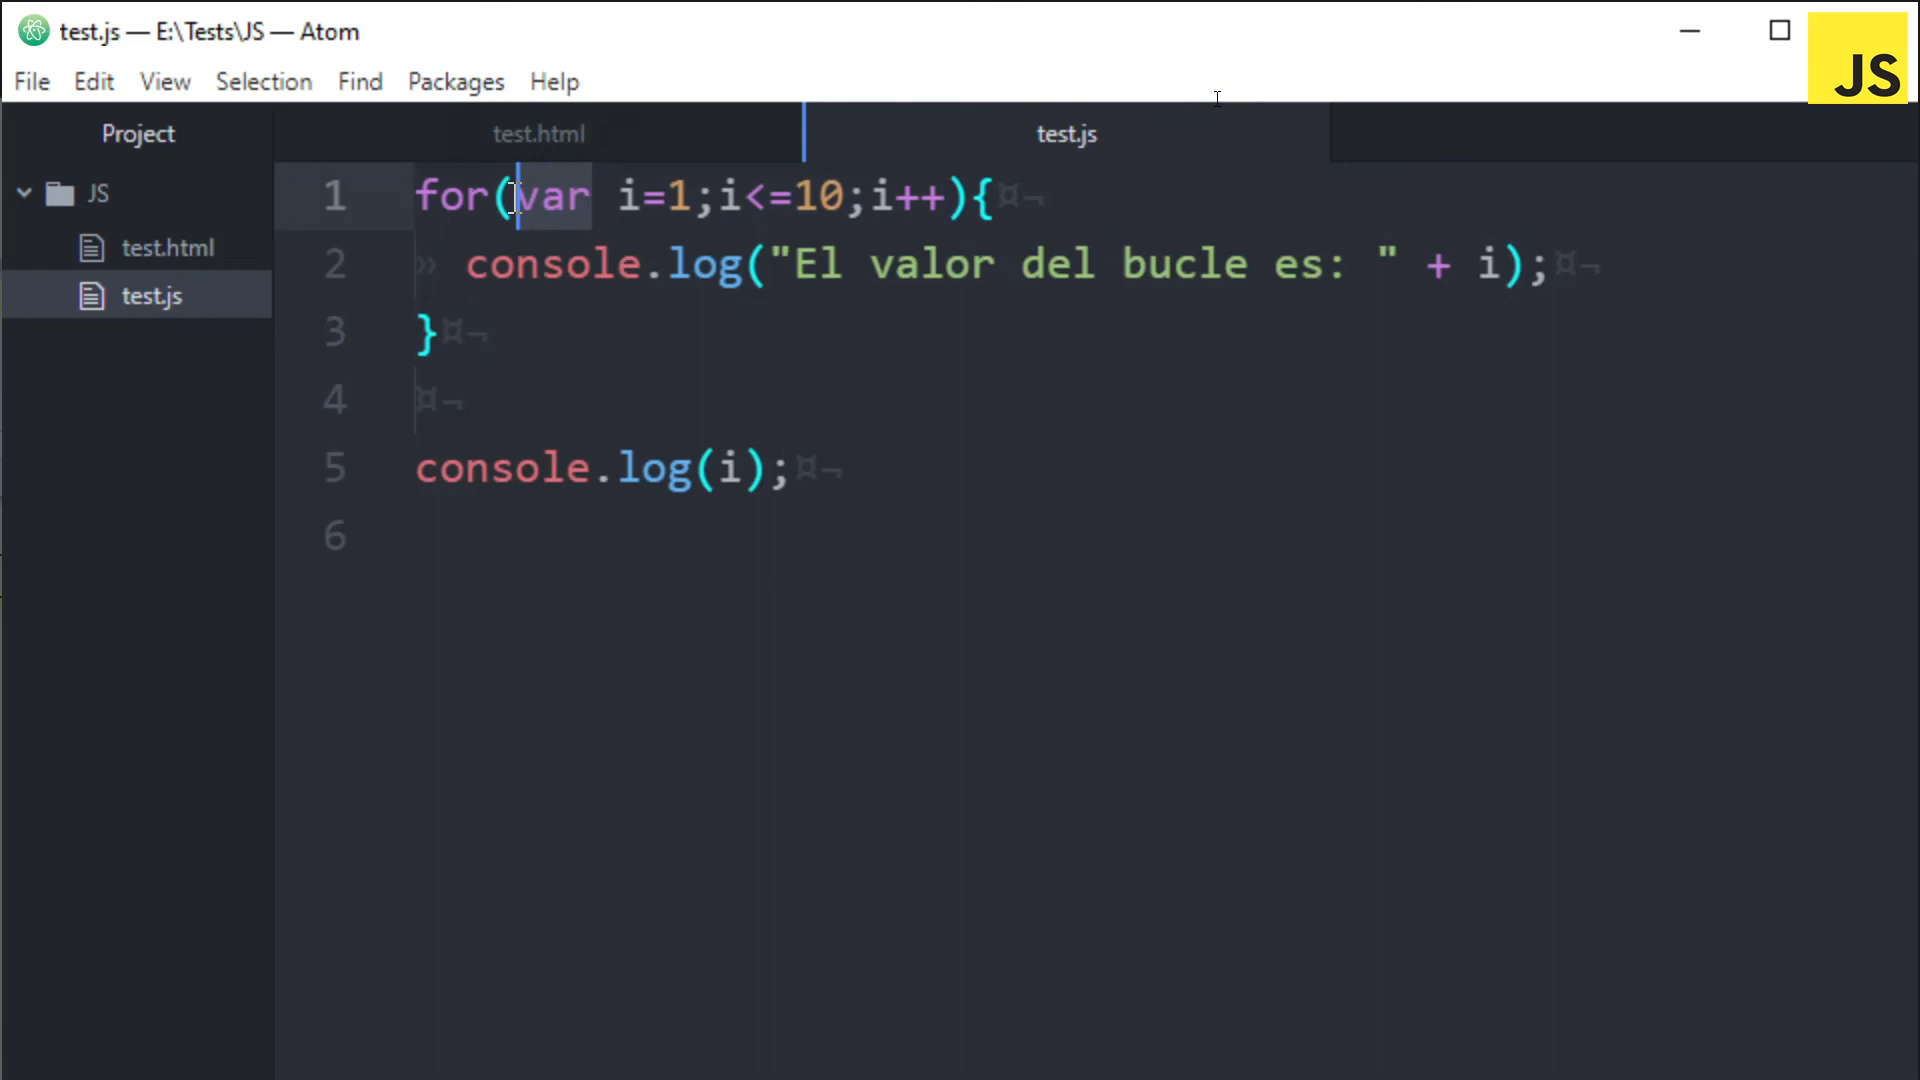 test.js — E:\Tests\JS — Atom
JS
File Edit View Selection Find Packages Help
Project
test.html
test.js
JS
test.html
test.js
1 for(var i=1;i<=10;i++){¤¬
2 » console.log("El valor del bucle es: " + i);¤¬
3 }¤¬
4 ¤¬
5 console.log(i);¤¬
6